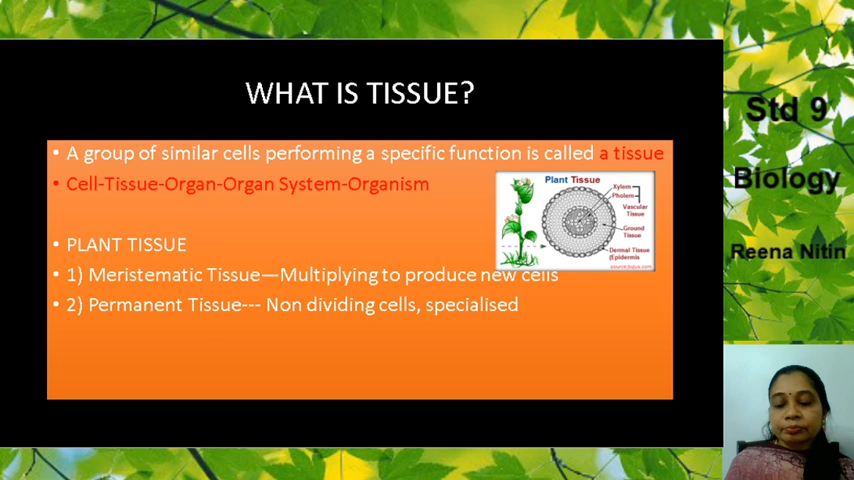 WHAT IS TISSUE?
• A group of similar cells performing a specific function is called a tissue
• Cell-Tissue-Organ-Organ System-Organism
• PLANT TISSUE
• 1) Meristematic Tissue—Multiplying to produce new cells
• 2) Permanent Tissue--- Non dividing cells, specialised
Plant Tissue
Xylem
Pholem
Vascular
Tissue
Ground
Tissue
Dermal Tissue
(Epidermis
Std 9
Biology
Reena Nitin